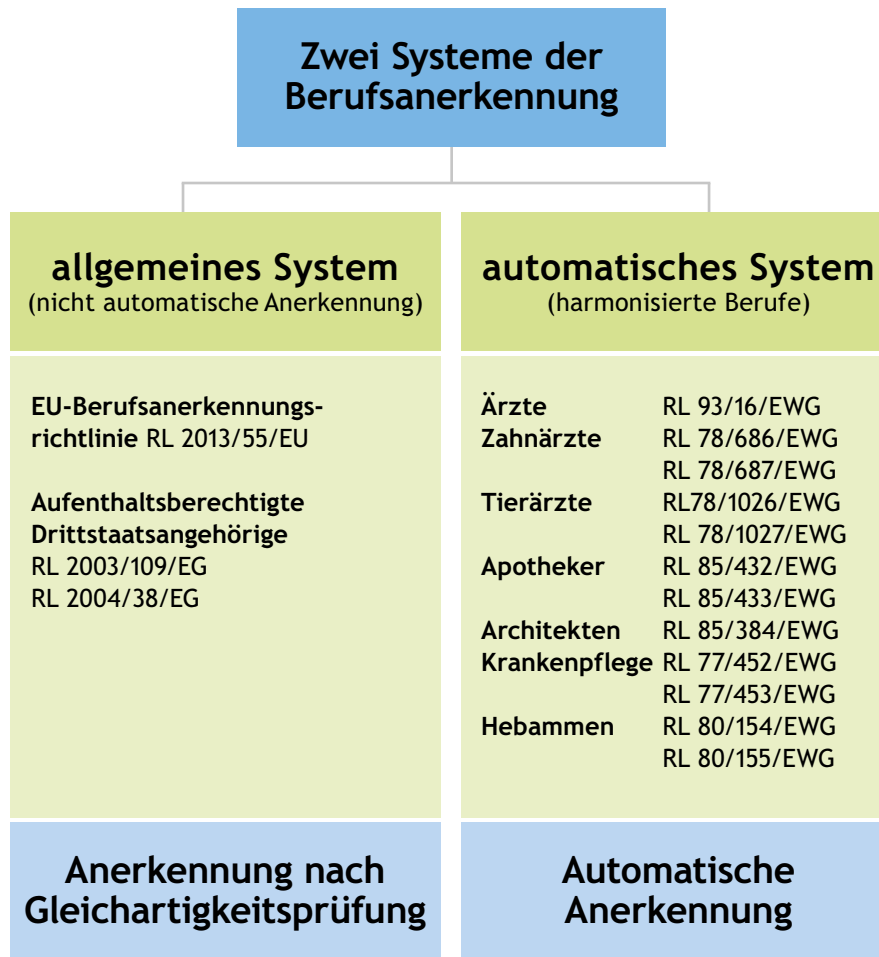 Zwei Systeme der
Berufsanerkennung
allgemeines System
(nicht automatische Anerkennung)
EU-Berufsanerkennungs-
richtlinie RL 2013/55/EU
Aufenthaltsberechtigte
Drittstaatsangehörige
RL 2003/109/EG
RL 2004/38/EG
Anerkennung nach
Gleichartigkeitsprüfung
automatisches System
(harmonisierte Berufe)
Ärzte RL 93/16/EWG
Zahnärzte RL 78/686/EWG
RL 78/687/EWG
Tierärzte RL78/1026/EWG
RL 78/1027/EWG
Apotheker RL 85/432/EWG
RL 85/433/EWG
Architekten RL 85/384/EWG
Krankenpflege RL 77/452/EWG
RL 77/453/EWG
Hebammen RL 80/154/EWG
RL 80/155/EWG
Automatische
Anerkennung